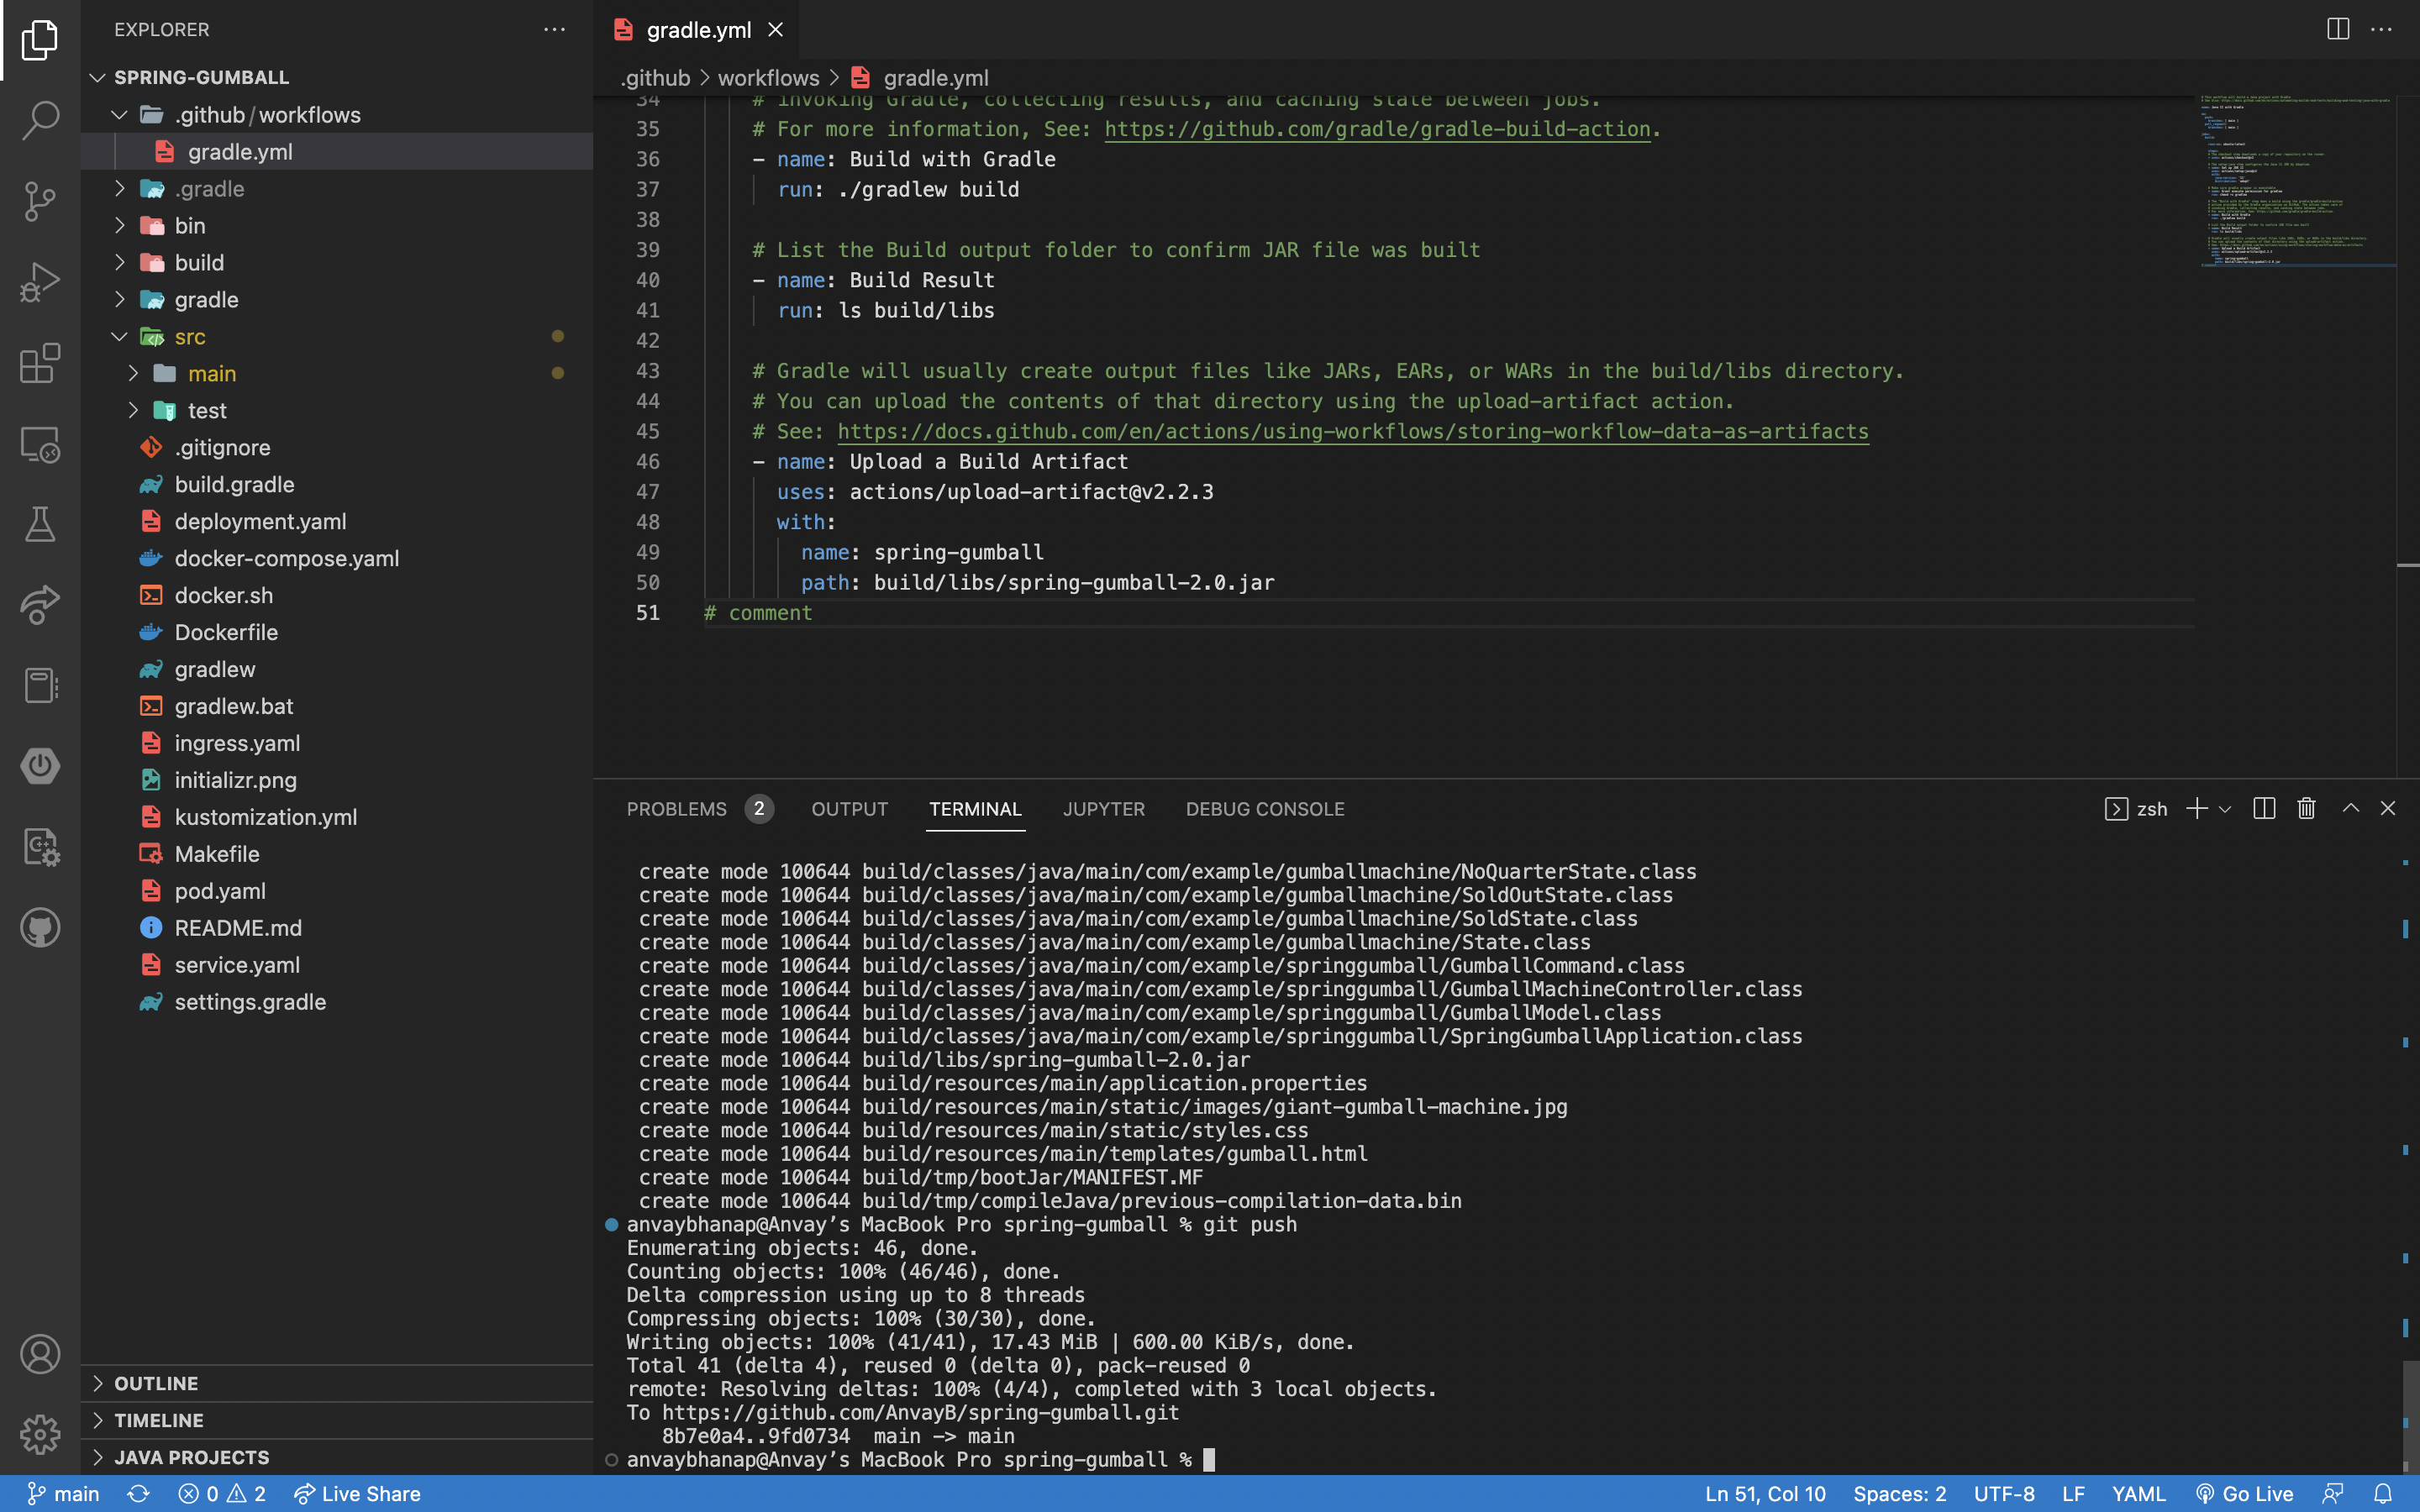 EXPLORER
SPRING-GUMBALL
.github/workflows
gradle.yml
.gradle
bin
build
gradle
src
main
test
.gitignore
build.gradle
deployment.yaml
docker-compose.yaml
docker.sh
Dockerfile
gradlew
gradlew.bat
ingress.yaml
initializr.png
kustomization.yml
Makefile
pod.yaml
README.md
service.yaml
settings.gradle
OUTLINE
TIMELINE
JAVA PROJECTS
gradle.yml
.github > workflows > gradle.yml
34 # invoking Gradle, collecting results, and caching state between jobs.
35 # For more information, See: https://github.com/gradle/gradle-build-action.
36 - name: Build with Gradle
37 run: ./gradlew build
38
39 # List the Build output folder to confirm JAR file was built
40 - name: Build Result
41 run: ls build/libs
42
43 # Gradle will usually create output files like JARs, EARs, or WARs in the build/libs directory.
44 # You can upload the contents of that directory using the upload-artifact action.
45 # See: https://docs.github.com/en/actions/using-workflows/storing-workflow-data-as-artifacts
46 - name: Upload a Build Artifact
47 uses: actions/upload-artifact@v2.2.3
48 with:
49 name: spring-gumball
50 path: build/libs/spring-gumball-2.0.jar
51 # comment
PROBLEMS 2 OUTPUT TERMINAL JUPYTER DEBUG CONSOLE zsh
create mode 100644 build/classes/java/main/com/example/gumballmachine/NoQuarterState.class
create mode 100644 build/classes/java/main/com/example/gumballmachine/SoldOutState.class
create mode 100644 build/classes/java/main/com/example/gumballmachine/SoldState.class
create mode 100644 build/classes/java/main/com/example/gumballmachine/State.class
create mode 100644 build/classes/java/main/com/example/springgumball/GumballCommand.class
create mode 100644 build/classes/java/main/com/example/springgumball/GumballMachineController.class
create mode 100644 build/classes/java/main/com/example/springgumball/GumballModel.class
create mode 100644 build/classes/java/main/com/example/springgumball/SpringGumballApplication.class
create mode 100644 build/libs/spring-gumball-2.0.jar
create mode 100644 build/resources/main/application.properties
create mode 100644 build/resources/main/static/images/giant-gumball-machine.jpg
create mode 100644 build/resources/main/static/styles.css
create mode 100644 build/resources/main/templates/gumball.html
create mode 100644 build/tmp/bootJar/MANIFEST.MF
create mode 100644 build/tmp/compileJava/previous-compilation-data.bin
anvaybhanap@Anvay’s MacBook Pro spring-gumball % git push
Enumerating objects: 46, done.
Counting objects: 100% (46/46), done.
Delta compression using up to 8 threads
Compressing objects: 100% (30/30), done.
Writing objects: 100% (41/41), 17.43 MiB | 600.00 KiB/s, done.
Total 41 (delta 4), reused 0 (delta 0), pack-reused 0
remote: Resolving deltas: 100% (4/4), completed with 3 local objects.
To https://github.com/AnvayB/spring-gumball.git
8b7e0a4..9fd0734 main -> main
anvaybhanap@Anvay’s MacBook Pro spring-gumball %
main 0 2 Live Share Ln 51, Col 10 Spaces: 2 UTF-8 LF YAML Go Live